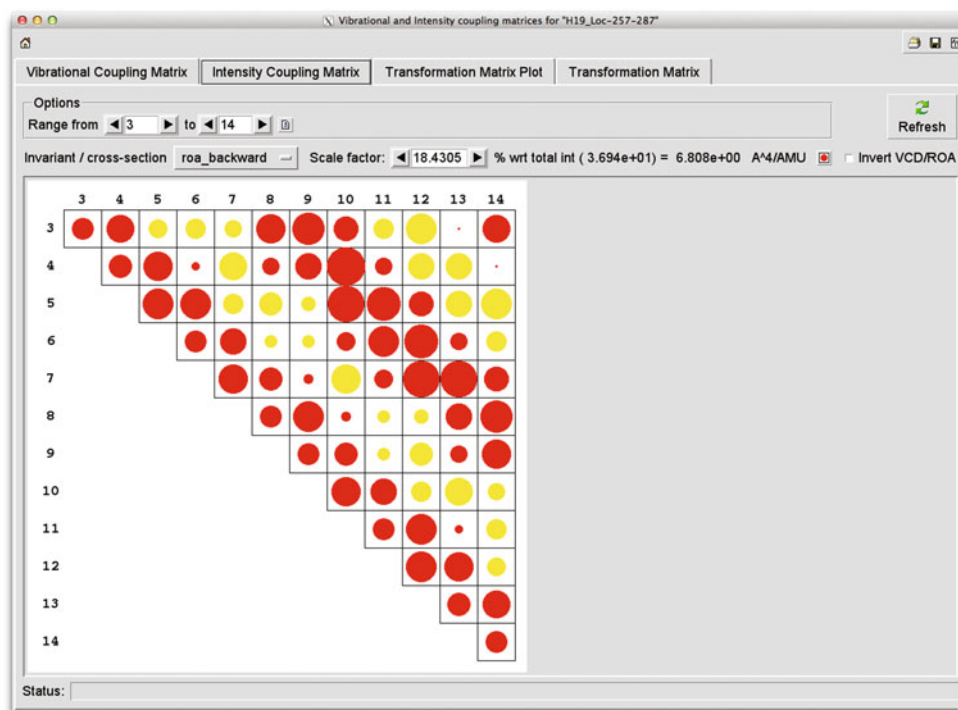 Vibrational and Intensity coupling matrices for "H19_Loc-257-287"
Vibrational Coupling Matrix Intensity Coupling Matrix Transformation Matrix Plot Transformation Matrix
Options
Range from 3 to 14
Refresh
Invariant / cross-section roa_backward Scale factor: 18.4305 % wrt total int ( 3.694e+01) = 6.808e+00 A^4/AMU Invert VCD/ROA
3 4 5 6 7 8 9 10 11 12 13 14
3
4
5
6
7
8
9
10
11
12
13
14
Status: